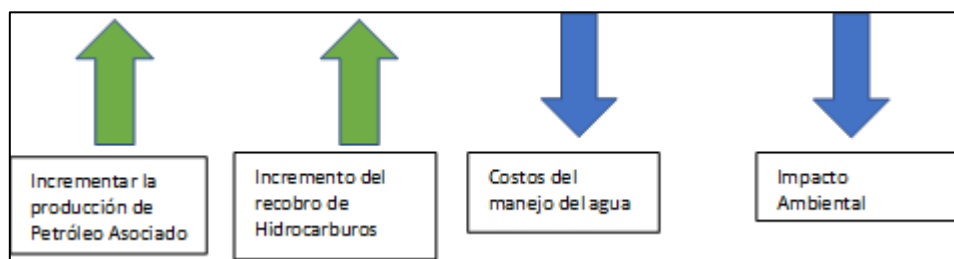 Incrementar la
producción de
Petróleo Asociado
Incremento del
recobro de
Hidrocarburos
Costos del
manejo del agua
Impacto
Ambiental